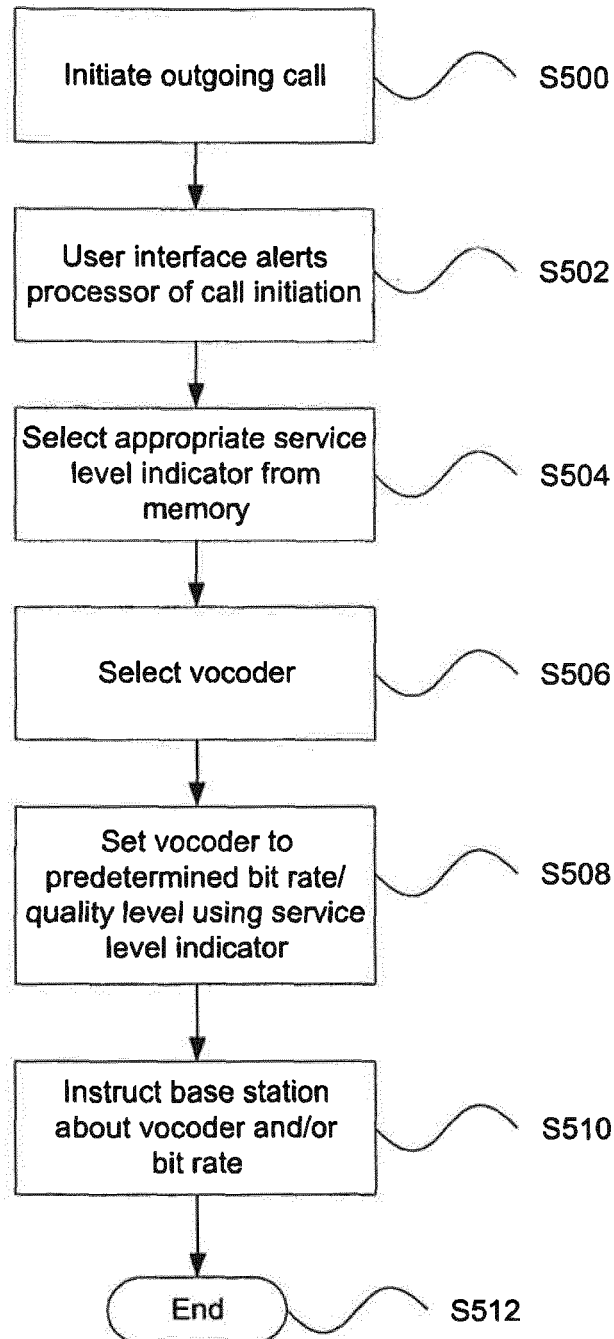 Initiate outgoing call
S500
User interface alerts
processor of call initiation
S502
Select appropriate service
level indicator from
memory
S504
Select vocoder
S506
Set vocoder to
predetermined bit rate/
quality level using service
level indicator
S508
Instruct base station
about vocoder and/or
bit rate
S510
End
S512